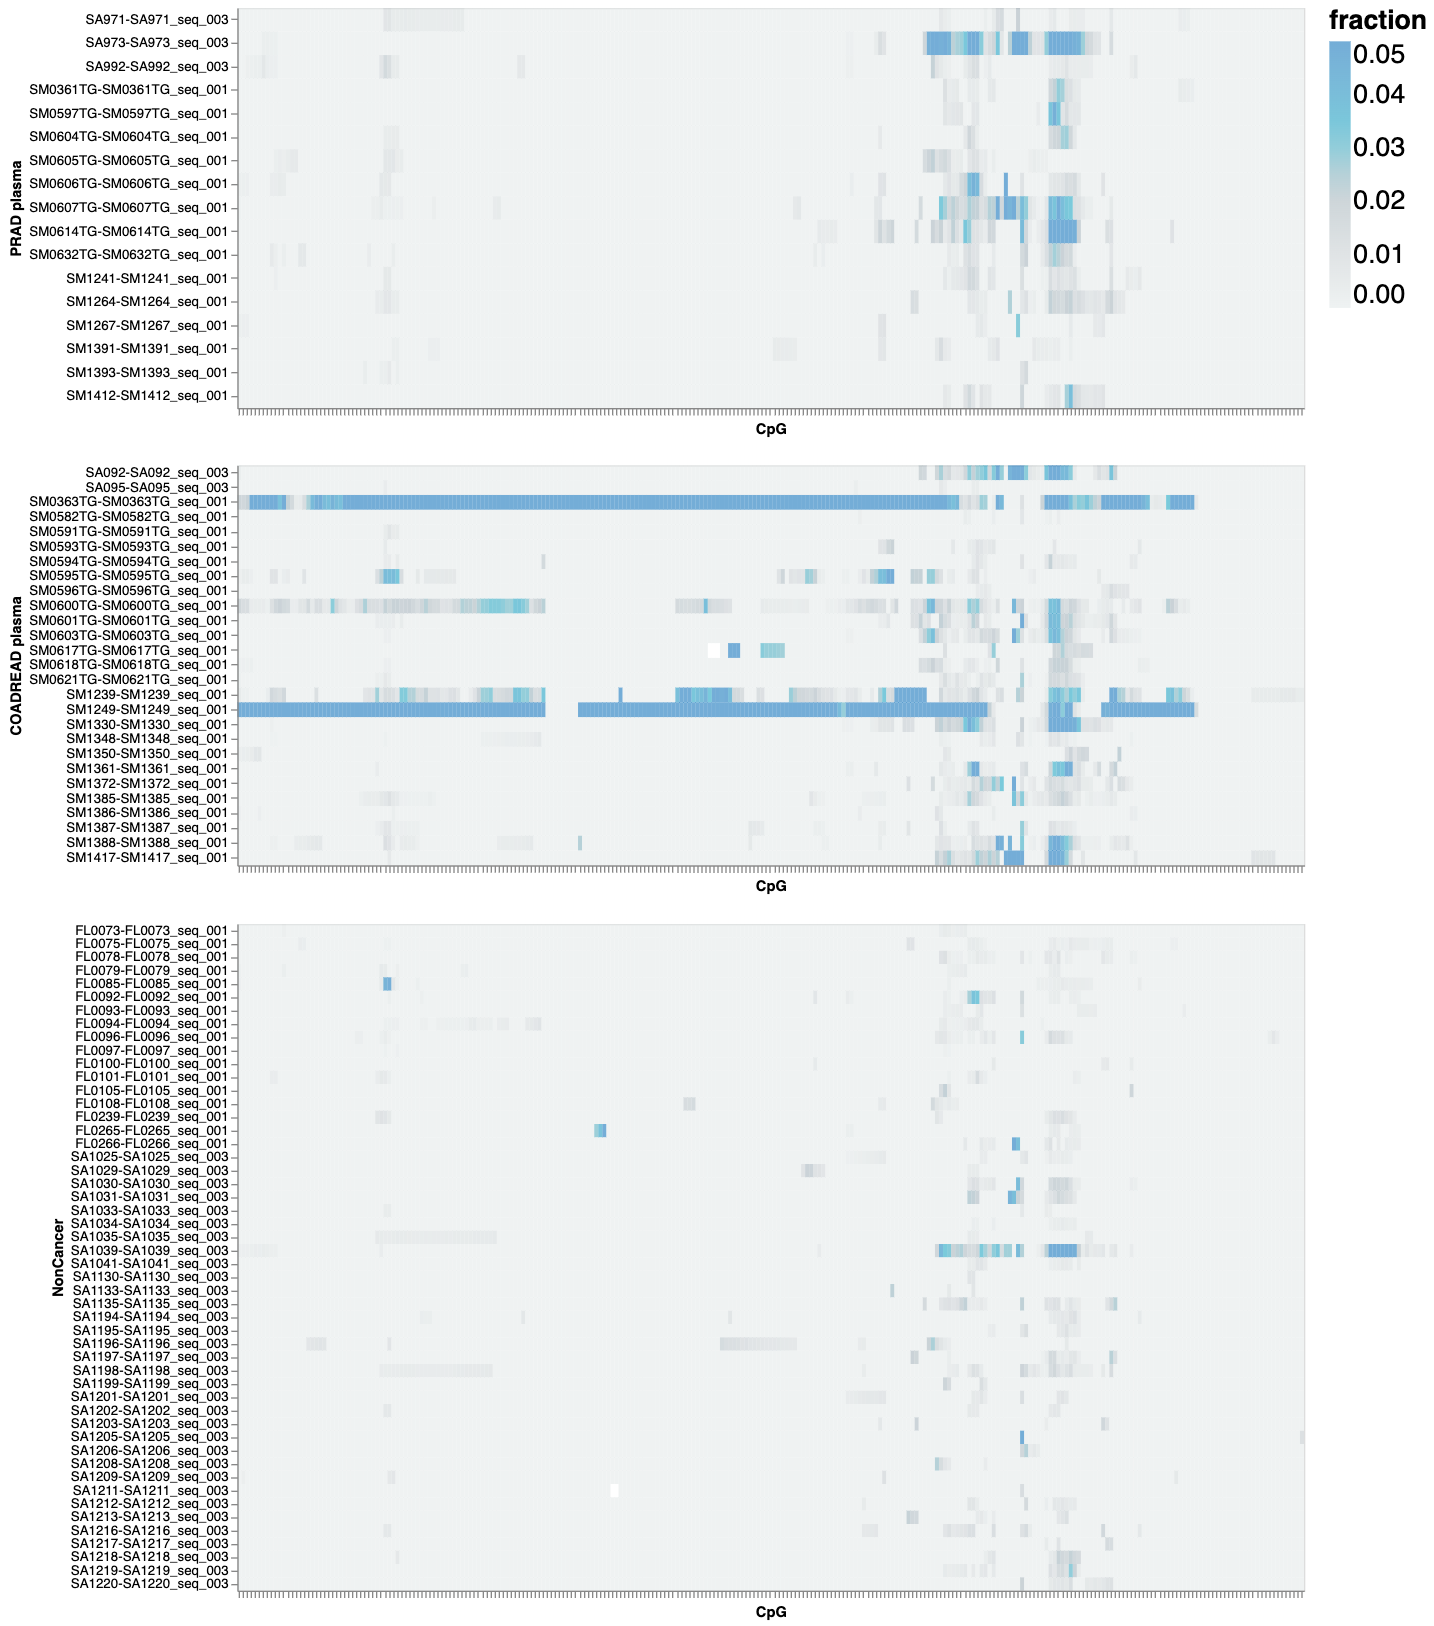 fraction
0.05
0.04
0.03
0.02
0.01
0.00
PRAD plasma
SA971-SA971_seq_003
SA973-SA973_seq_003
SA992-SA992_seq_003
SM0361TG-SM0361TG_seq_001
SM0597TG-SM0597TG_seq_001
SM0604TG-SM0604TG_seq_001
SM0605TG-SM0605TG_seq_001
SM0606TG-SM0606TG_seq_001
SM0607TG-SM0607TG_seq_001
SM0614TG-SM0614TG_seq_001
SM0632TG-SM0632TG_seq_001
SM1241-SM1241_seq_001
SM1264-SM1264_seq_001
SM1267-SM1267_seq_001
SM1391-SM1391_seq_001
SM1393-SM1393_seq_001
SM1412-SM1412_seq_001
CpG
COADREAD plasma
SA092-SA092_seq_003
SA095-SA095_seq_003
SM0363TG-SM0363TG_seq_001
SM0582TG-SM0582TG_seq_001
SM0591TG-SM0591TG_seq_001
SM0593TG-SM0593TG_seq_001
SM0594TG-SM0594TG_seq_001
SM0595TG-SM0595TG_seq_001
SM0596TG-SM0596TG_seq_001
SM0600TG-SM0600TG_seq_001
SM0601TG-SM0601TG_seq_001
SM0603TG-SM0603TG_seq_001
SM0617TG-SM0617TG_seq_001
SM0618TG-SM0618TG_seq_001
SM0621TG-SM0621TG_seq_001
SM1239-SM1239_seq_001
SM1249-SM1249_seq_001
SM1330-SM1330_seq_001
SM1348-SM1348_seq_001
SM1350-SM1350_seq_001
SM1361-SM1361_seq_001
SM1372-SM1372_seq_001
SM1385-SM1385_seq_001
SM1386-SM1386_seq_001
SM1387-SM1387_seq_001
SM1388-SM1388_seq_001
SM1417-SM1417_seq_001
CpG
NonCancer
FL0073-FL0073_seq_001
FL0075-FL0075_seq_001
FL0078-FL0078_seq_001
FL0079-FL0079_seq_001
FL0085-FL0085_seq_001
FL0092-FL0092_seq_001
FL0093-FL0093_seq_001
FL0094-FL0094_seq_001
FL0096-FL0096_seq_001
FL0097-FL0097_seq_001
FL0100-FL0100_seq_001
FL0101-FL0101_seq_001
FL0105-FL0105_seq_001
FL0108-FL0108_seq_001
FL0239-FL0239_seq_001
FL0265-FL0265_seq_001
FL0266-FL0266_seq_001
SA1025-SA1025_seq_003
SA1029-SA1029_seq_003
SA1030-SA1030_seq_003
SA1031-SA1031_seq_003
SA1033-SA1033_seq_003
SA1034-SA1034_seq_003
SA1035-SA1035_seq_003
SA1039-SA1039_seq_003
SA1041-SA1041_seq_003
SA1130-SA1130_seq_003
SA1133-SA1133_seq_003
SA1135-SA1135_seq_003
SA1194-SA1194_seq_003
SA1195-SA1195_seq_003
SA1196-SA1196_seq_003
SA1197-SA1197_seq_003
SA1198-SA1198_seq_003
SA1199-SA1199_seq_003
SA1201-SA1201_seq_003
SA1202-SA1202_seq_003
SA1203-SA1203_seq_003
SA1205-SA1205_seq_003
SA1206-SA1206_seq_003
SA1208-SA1208_seq_003
SA1209-SA1209_seq_003
SA1211-SA1211_seq_003
SA1212-SA1212_seq_003
SA1213-SA1213_seq_003
SA1216-SA1216_seq_003
SA1217-SA1217_seq_003
SA1218-SA1218_seq_003
SA1219-SA1219_seq_003
SA1220-SA1220_seq_003
CpG